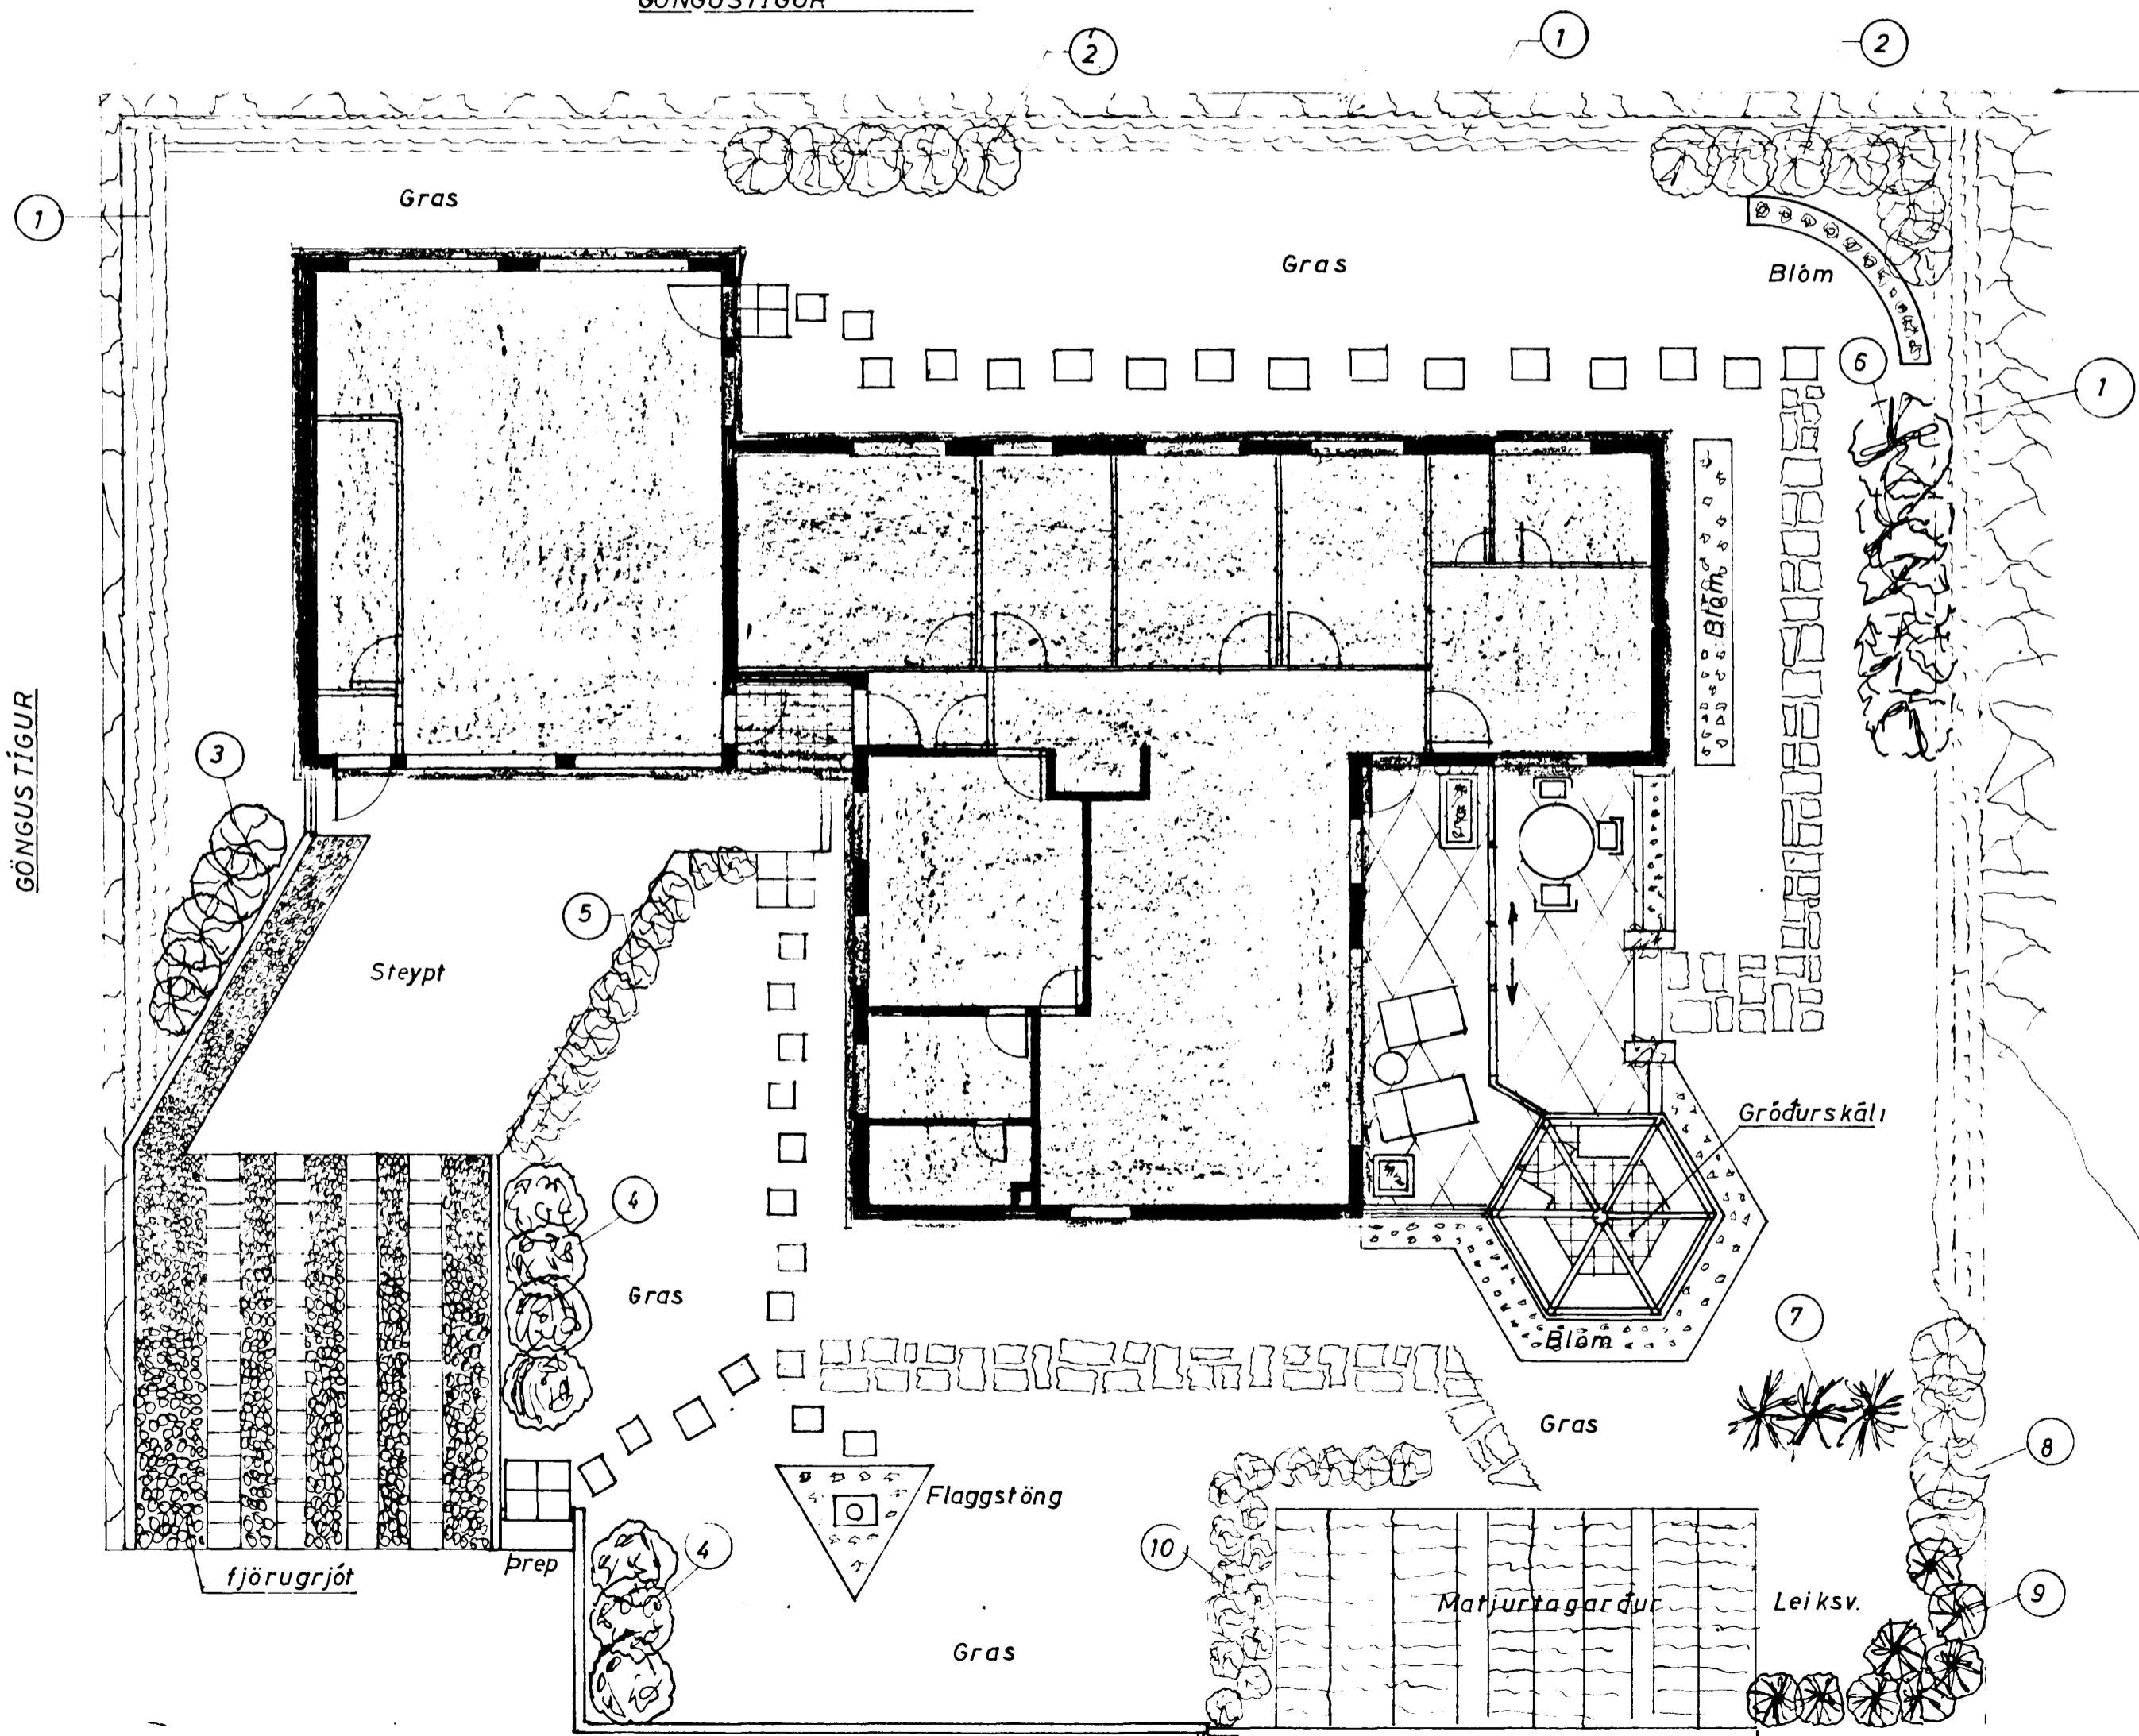 GÖNGUSTÍGUR
2
1
2
1
Gras
Gras
Blóm
6
1
Blóm
GÖNGUSTÍGUR
3
5
Steypt
Gróðurskáli
4
Gras
7
Blóm
Gras
8
Flaggstöng
10
4
fjörugrjót
Þrep
Matjurtagarður
Leiksv.
9
Gras